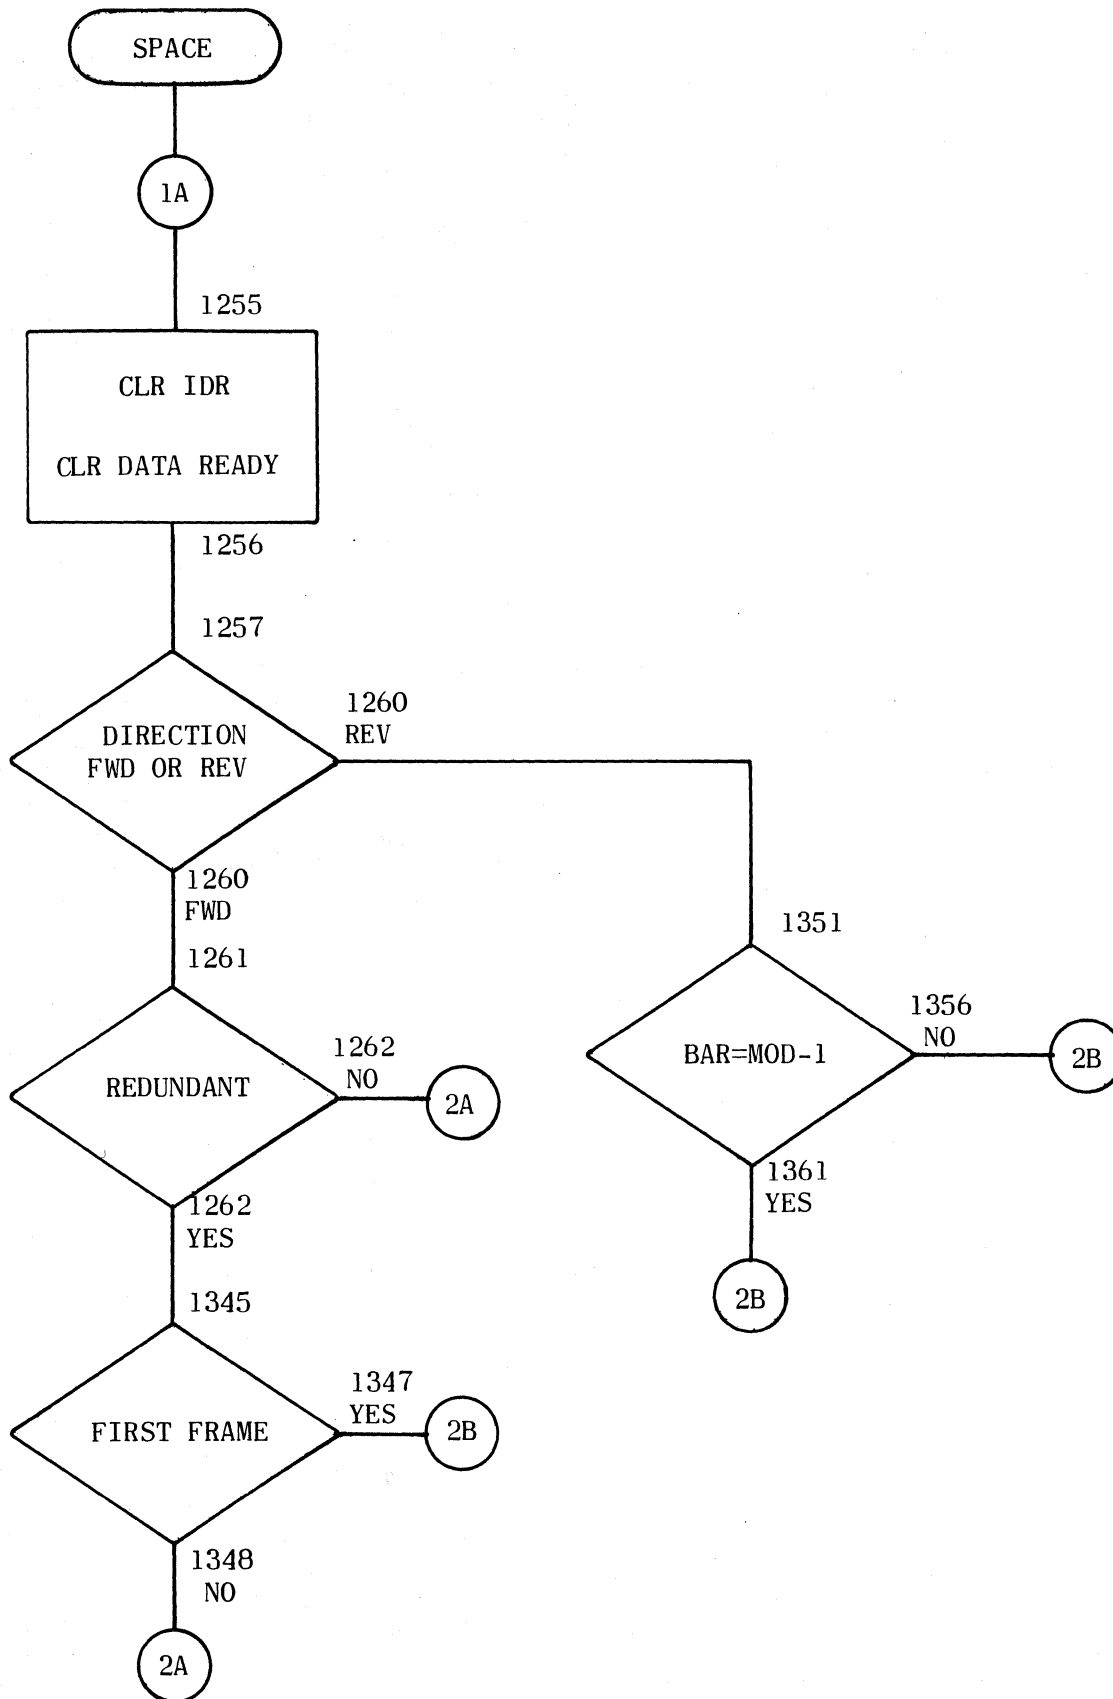 SPACE
1A
1255
CLR IDR
CLR DATA READY
1256
1257
DIRECTION
FWD OR REV
1260
REV
1260
FWD
1261
REDUNDANT
1262
NO
2A
1262
YES
1345
FIRST FRAME
1347
YES
2B
1348
NO
2A
1351
BAR=MOD-1
1356
NO
2B
1361
YES
2B